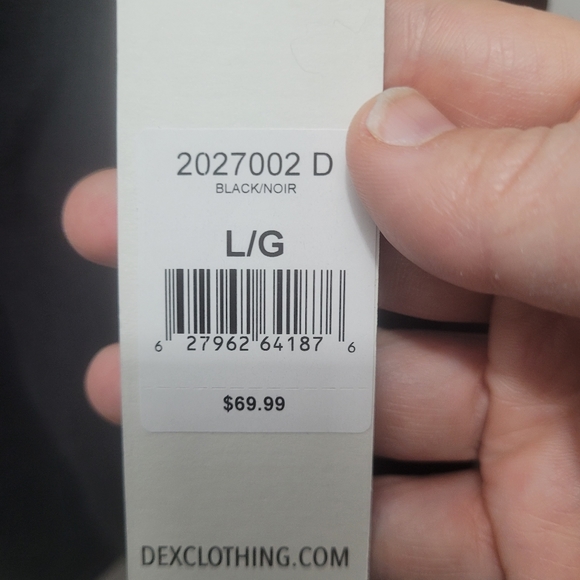 2027002 D
BLACK/NOIR
L/G
6 27962 64187 6
$69.99
DEXCLOTHING.COM